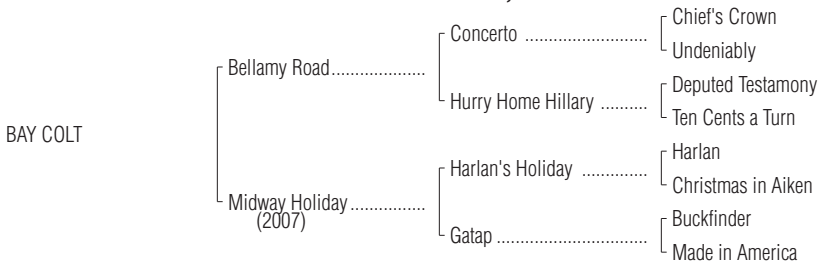 Chief's Crown
Concerto ..........................
Undeniably
Bellamy Road....................
Deputed Testamony
Hurry Home Hillary ..........
Ten Cents a Turn
BAY COLT
Harlan
Harlan's Holiday ..............
Christmas in Aiken
Midway Holiday ................
(2007)
Buckfinder
Gatap ................................
Made in America